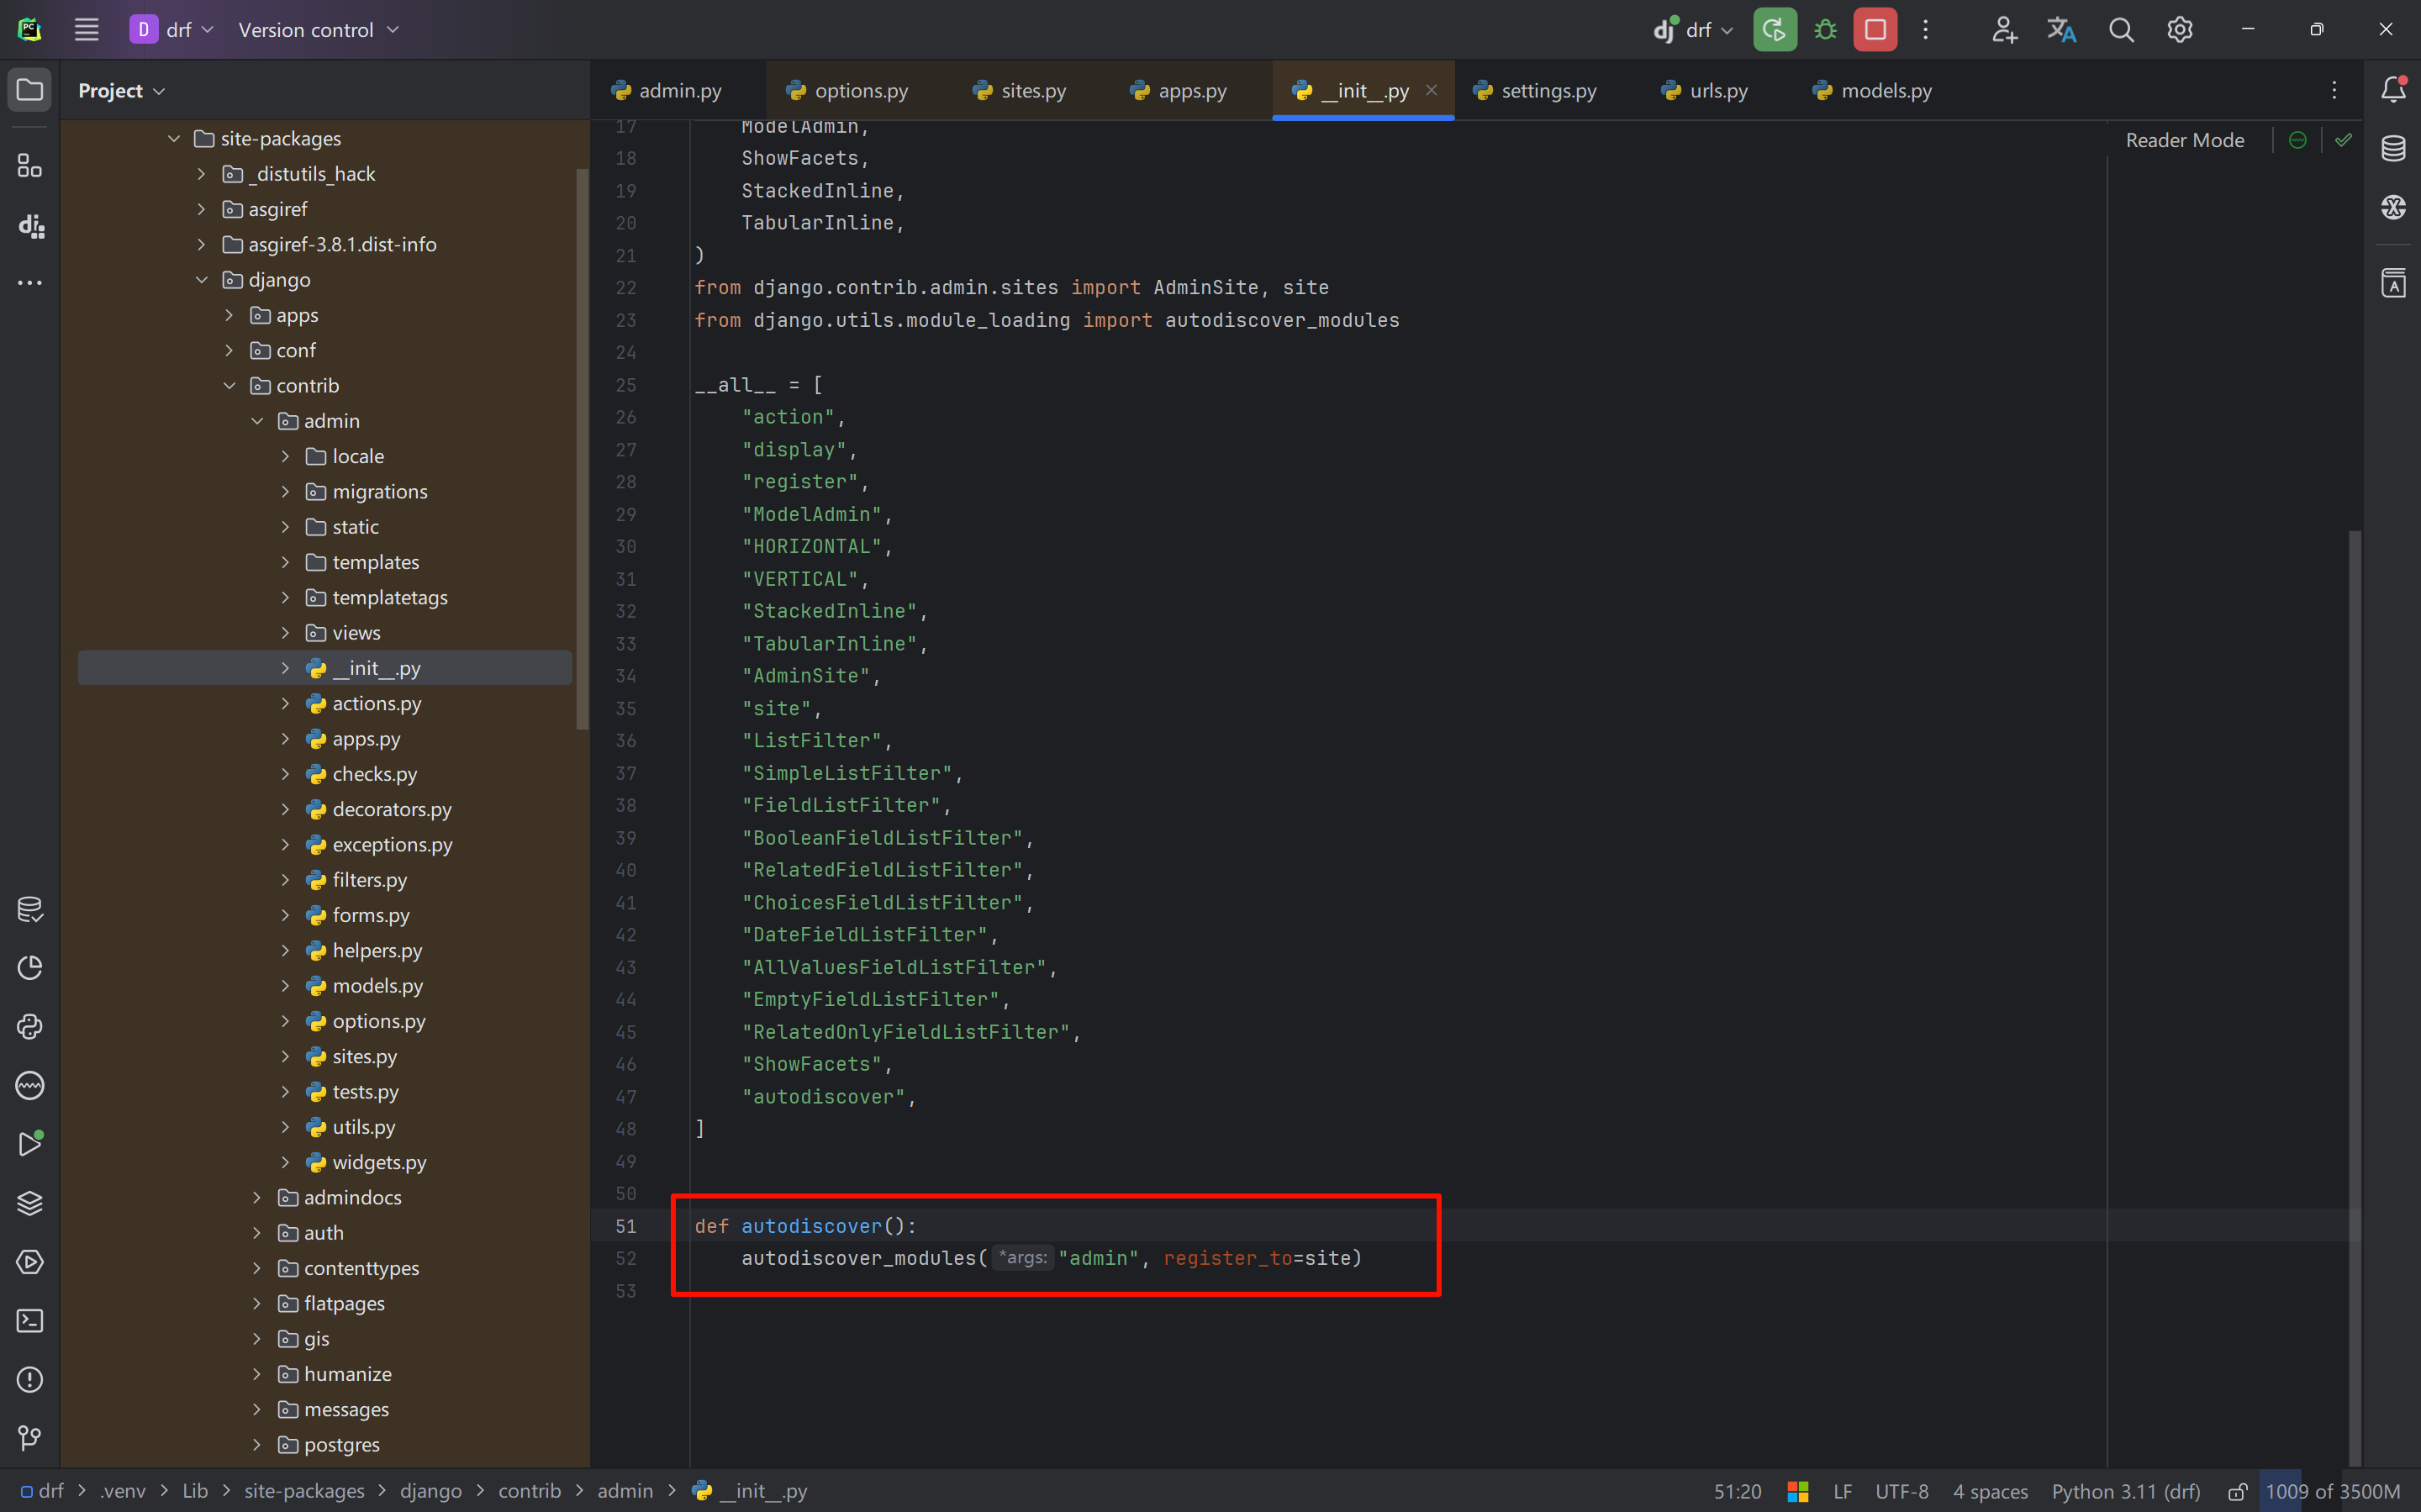 PC
D drf Version control
dj drf
Project
admin.py options.py sites.py apps.py __init__.py settings.py urls.py models.py
Reader Mode
site-packages
_distutils_hack
asgiref
asgiref-3.8.1.dist-info
django
apps
conf
contrib
admin
locale
migrations
static
templates
templatetags
views
__init__.py
actions.py
apps.py
checks.py
decorators.py
exceptions.py
filters.py
forms.py
helpers.py
models.py
options.py
sites.py
tests.py
utils.py
widgets.py
admindocs
auth
contenttypes
flatpages
gis
humanize
messages
postgres
17 ModelAdmin,
18 ShowFacets,
19 StackedInline,
20 TabularInline,
21 )
22 from django.contrib.admin.sites import AdminSite, site
23 from django.utils.module_loading import autodiscover_modules
24
25 __all__ = [
26 "action",
27 "display",
28 "register",
29 "ModelAdmin",
30 "HORIZONTAL",
31 "VERTICAL",
32 "StackedInline",
33 "TabularInline",
34 "AdminSite",
35 "site",
36 "ListFilter",
37 "SimpleListFilter",
38 "FieldListFilter",
39 "BooleanFieldListFilter",
40 "RelatedFieldListFilter",
41 "ChoicesFieldListFilter",
42 "DateFieldListFilter",
43 "AllValuesFieldListFilter",
44 "EmptyFieldListFilter",
45 "RelatedOnlyFieldListFilter",
46 "ShowFacets",
47 "autodiscover",
48 ]
49
50
51 def autodiscover():
52 autodiscover_modules( *args: "admin", register_to=site)
53
drf > .venv > Lib > site-packages > django > contrib > admin > __init__.py
51:20 LF UTF-8 4 spaces Python 3.11 (drf) 1009 of 3500M